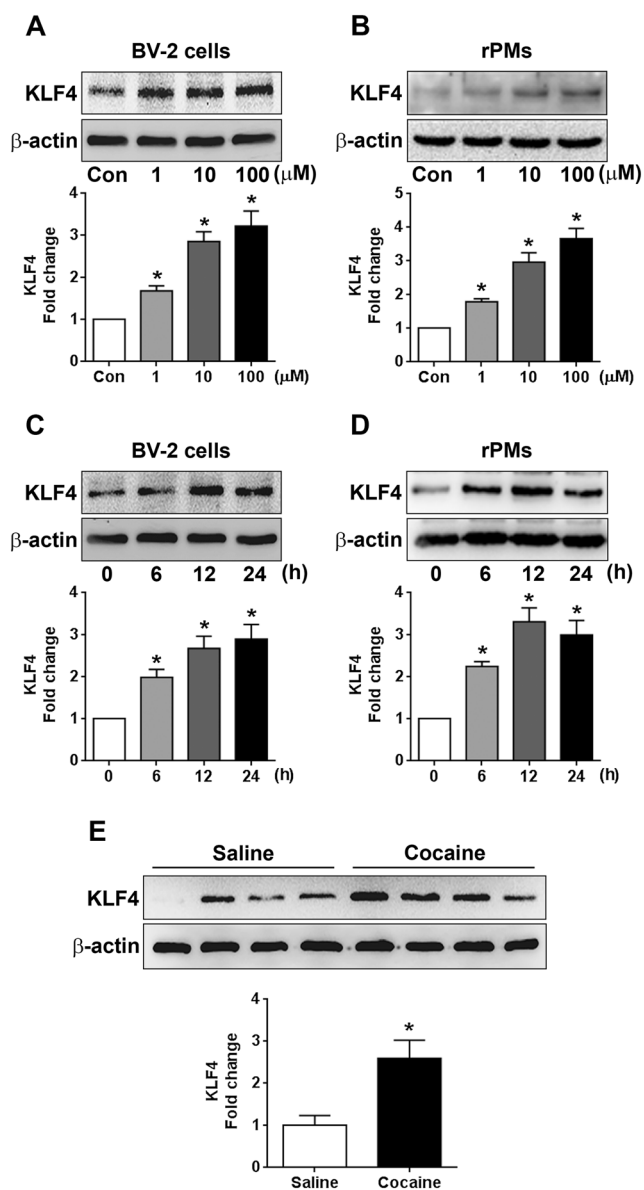 A B
BV-2 cells rPMs
KLF4 KLF4
β-actin β-actin
Con 1 10 100 (μM) Con 1 10 100 (μM)
KLF4
Fold change
4
3
2
1
0
* * *
Con 1 10 100 (μM)
KLF4
Fold change
5
4
3
2
1
0
* * *
Con 1 10 100 (μM)
C D
BV-2 cells rPMs
KLF4 KLF4
β-actin β-actin
0 6 12 24 (h) 0 6 12 24 (h)
KLF4
Fold change
4
3
2
1
0
* * *
0 6 12 24 (h)
KLF4
Fold change
4
3
2
1
0
* * *
0 6 12 24 (h)
E
Saline Cocaine
KLF4
β-actin
KLF4
Fold change
4
3
2
1
0
*
Saline Cocaine